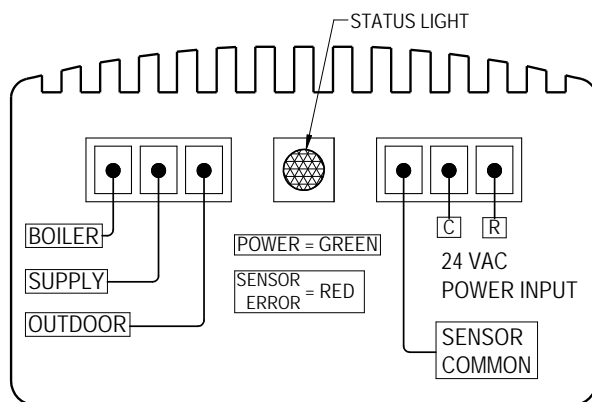 STATUS LIGHT
BOILER
SUPPLY
OUTDOOR
POWER = GREEN
SENSOR
ERROR = RED
C
R
24 VAC
POWER INPUT
SENSOR
COMMON